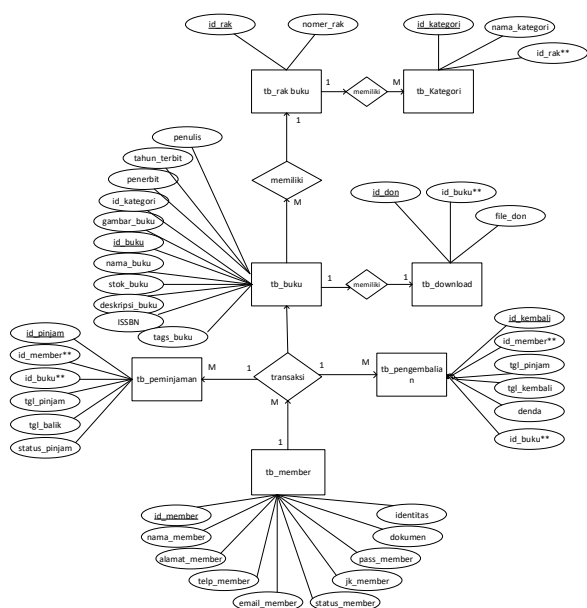 id_rak
nomer_rak
id_kategori
nama_kategori
id_rak**
tb_rak buku
1
memiliki
M
tb_Kategori
1
penulis
tahun_terbit
penerbit
id_kategori
gambar_buku
id_buku
nama_buku
stok_buku
deskripsi_buku
ISSBN
tags_buku
memiliki
M
id_don
id_buku**
file_don
tb_buku
1
memiliki
1
tb_download
id_pinjam
id_member**
id_buku**
tgl_pinjam
tgl_balik
status_pinjam
tb_peminjaman
M
1
transaksi
1
M
tb_pengembalia
n
id_kembali
id_member**
tgl_pinjam
tgl_kembali
denda
id_buku**
M
1
tb_member
id_member
nama_member
alamat_member
telp_member
email_member
status_member
jk_member
pass_member
dokumen
identitas